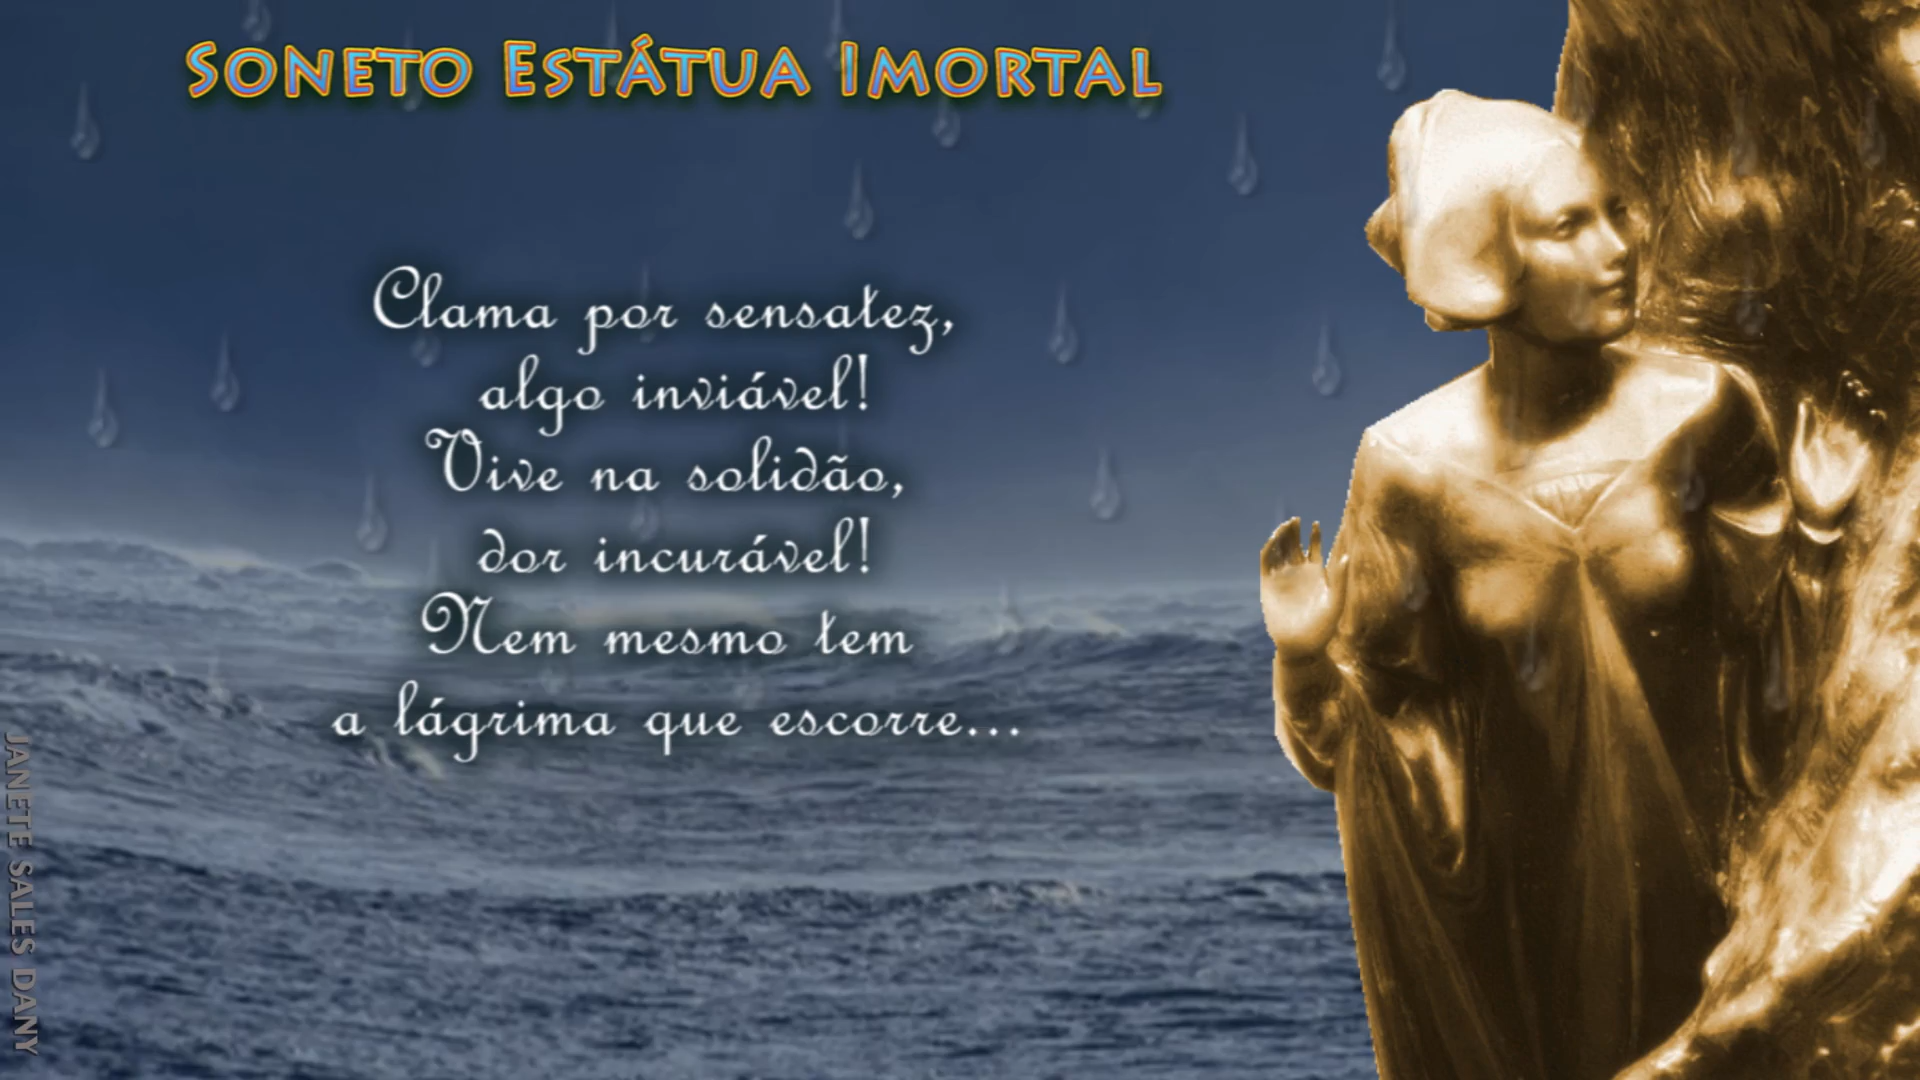 Soneto Estátua Imortal
Clama por sensatez,
algo inviável!
Vive na solidão,
dor incurável!
Nem mesmo tem
a lágrima que escorre...
JANETE SALES DANY